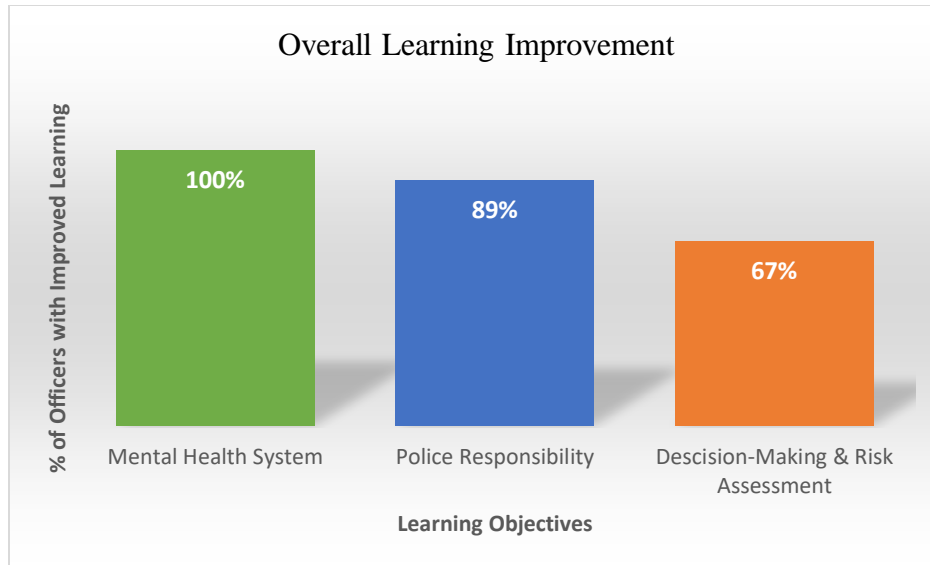 Overall Learning Improvement
% of Officers with Improved Learning
100%
89%
67%
Mental Health System
Police Responsibility
Descision-Making & Risk
Assessment
Learning Objectives